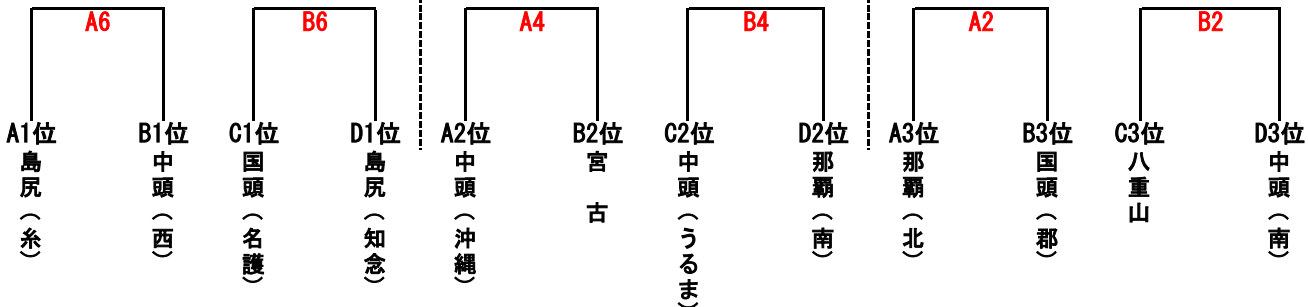 A6 B6 A4 B4 A2 B2
A1位 B1位 C1位 D1位 A2位 B2位 C2位 D2位 A3位 B3位 C3位 D3位
島尻（糸）
中頭（西）
国頭（名護）
島尻（知念）
中頭（沖縄）
宮古
中頭（うるま）
那覇（南）
那覇（北）
国頭（郡）
八重山
中頭（南）